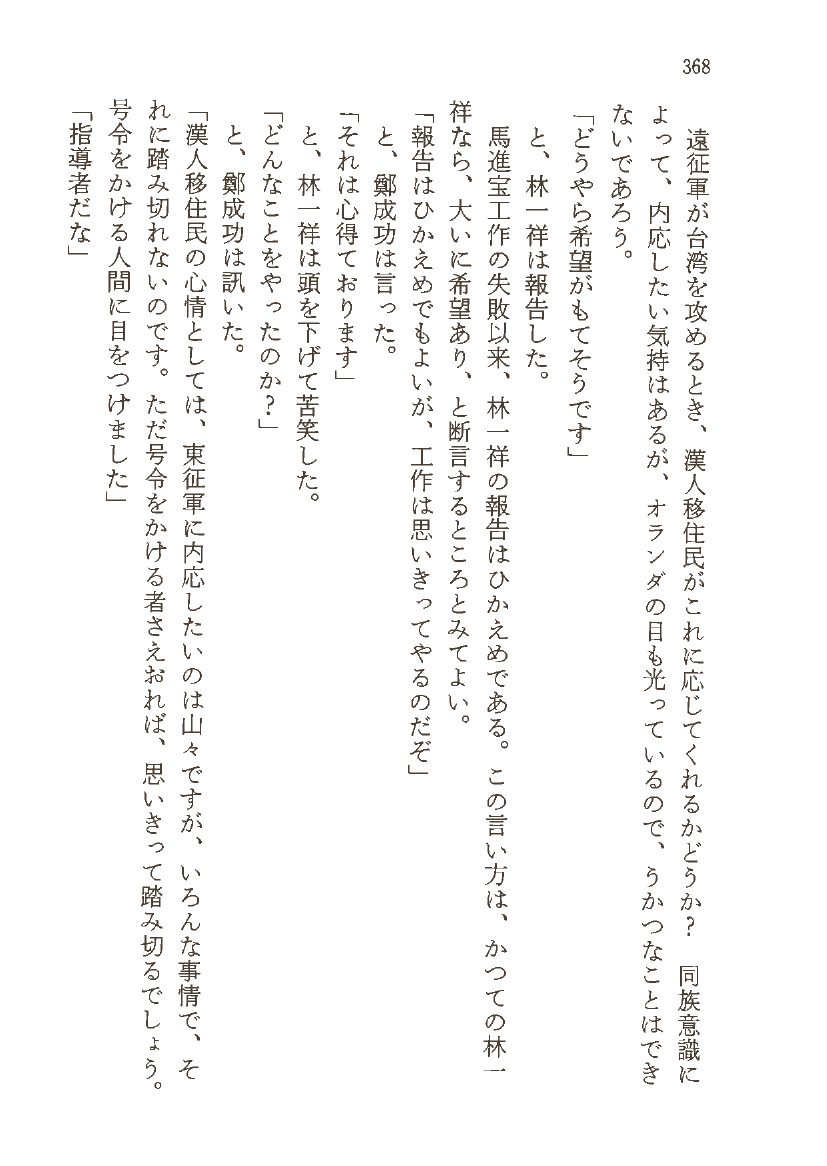 368
遠征軍が台湾を攻めるとき、漢人移住民がこれに応じてくれるかどうか？　同族意識に
よって、内応したい気持はあるが、オランダの目も光っているので、うかつなことはでき
ないであろう。
「どうやら希望がもてそうです」
と、林一祥は報告した。
馬進宝工作の失敗以来、林一祥の報告はひかえめである。この言い方は、かつての林一
祥なら、大いに希望あり、と断言するところとみてよい。
「報告はひかえめでもよいが、工作は思いきってやるのだぞ」
と、鄭成功は言った。
「それは心得ております」
と、林一祥は頭を下げて苦笑した。
「どんなことをやったのか？」
と、鄭成功は訊いた。
「漢人移住民の心情としては、東征軍に内応したいのは山々ですが、いろんな事情で、そ
れに踏み切れないのです。ただ号令をかける者さえおれば、思いきって踏み切るでしょう。
号令をかける人間に目をつけました」
「指導者だな」